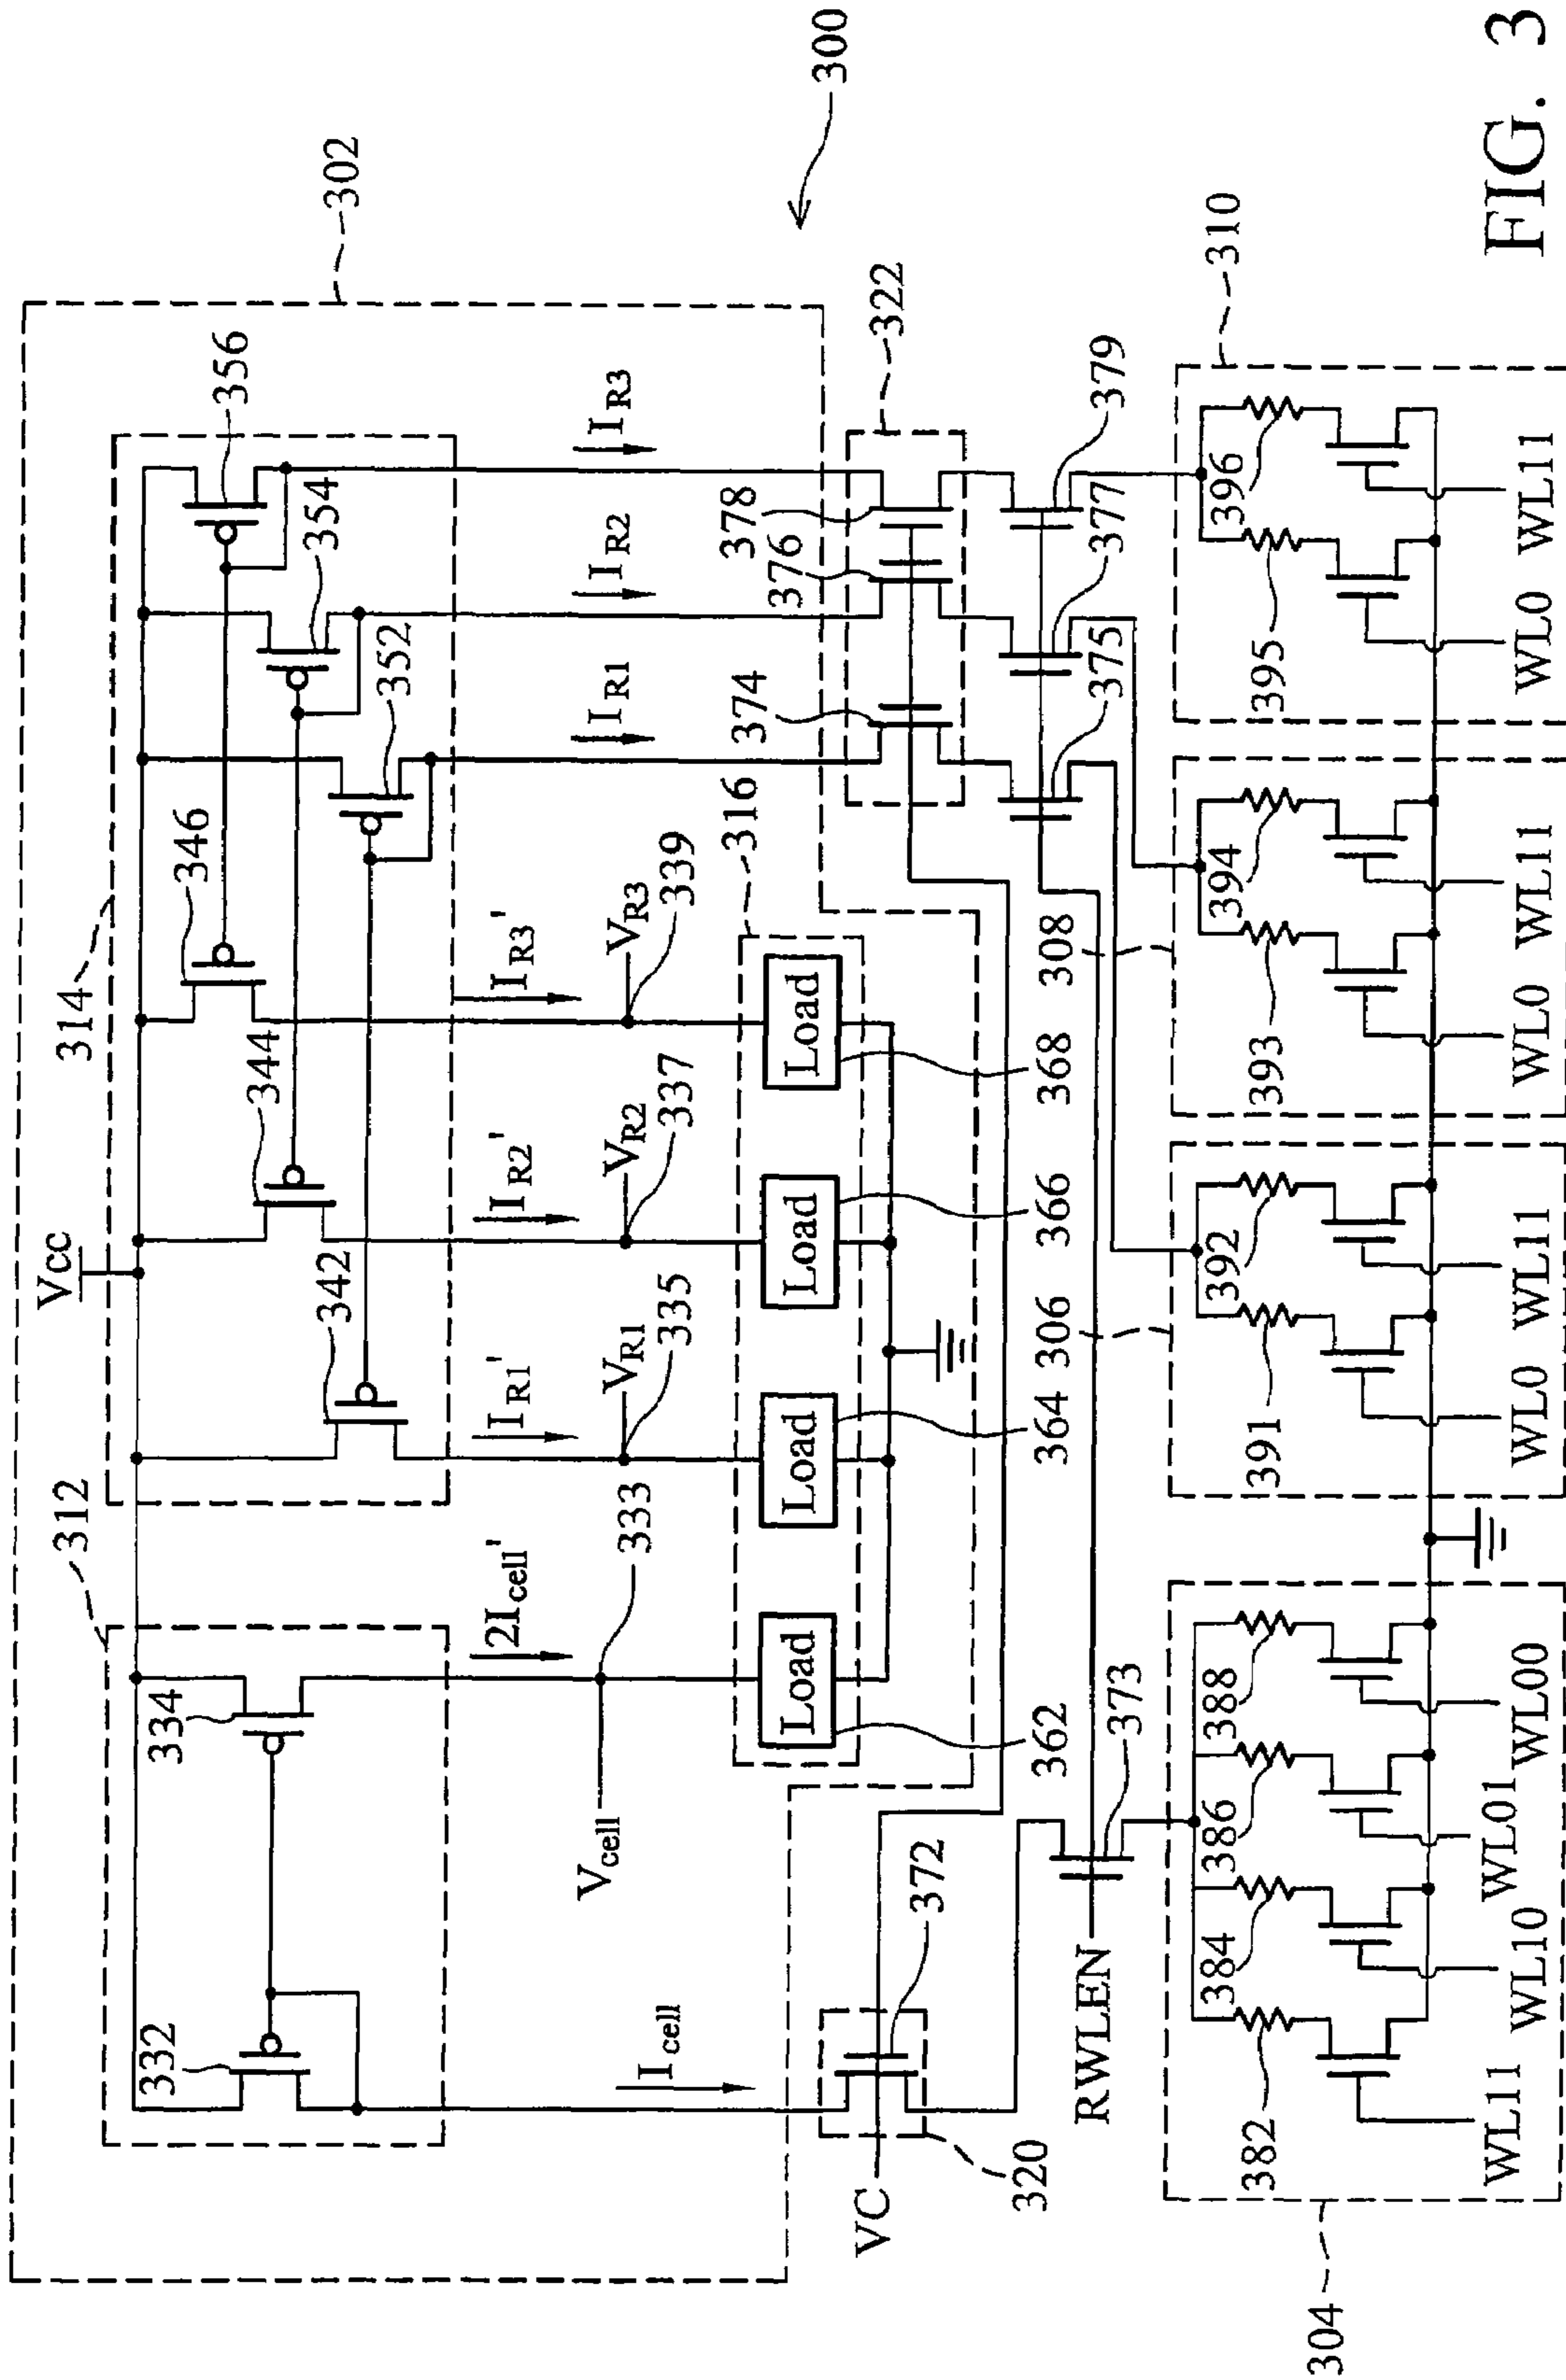 300
302
314
312
Vcc
356
354
352
346
344
342
334
332
I_R3
I_R2
I_R1
I_R3'
I_R2'
I_R1'
2I_cell'
I_cell
V_R3
339
V_R2
337
V_R1
335
333
V_cell
316
Load
Load
Load
Load
362
364
366
368
322
378
376
374
372
320
VC
379
377
375
373
RWLEN
304
306
308
310
382
384
386
388
391
392
393
394
395
396
WL11
WL10
WL01
WL00
WL0
WL11
WL0
WL11
WL0
WL11
FIG. 3